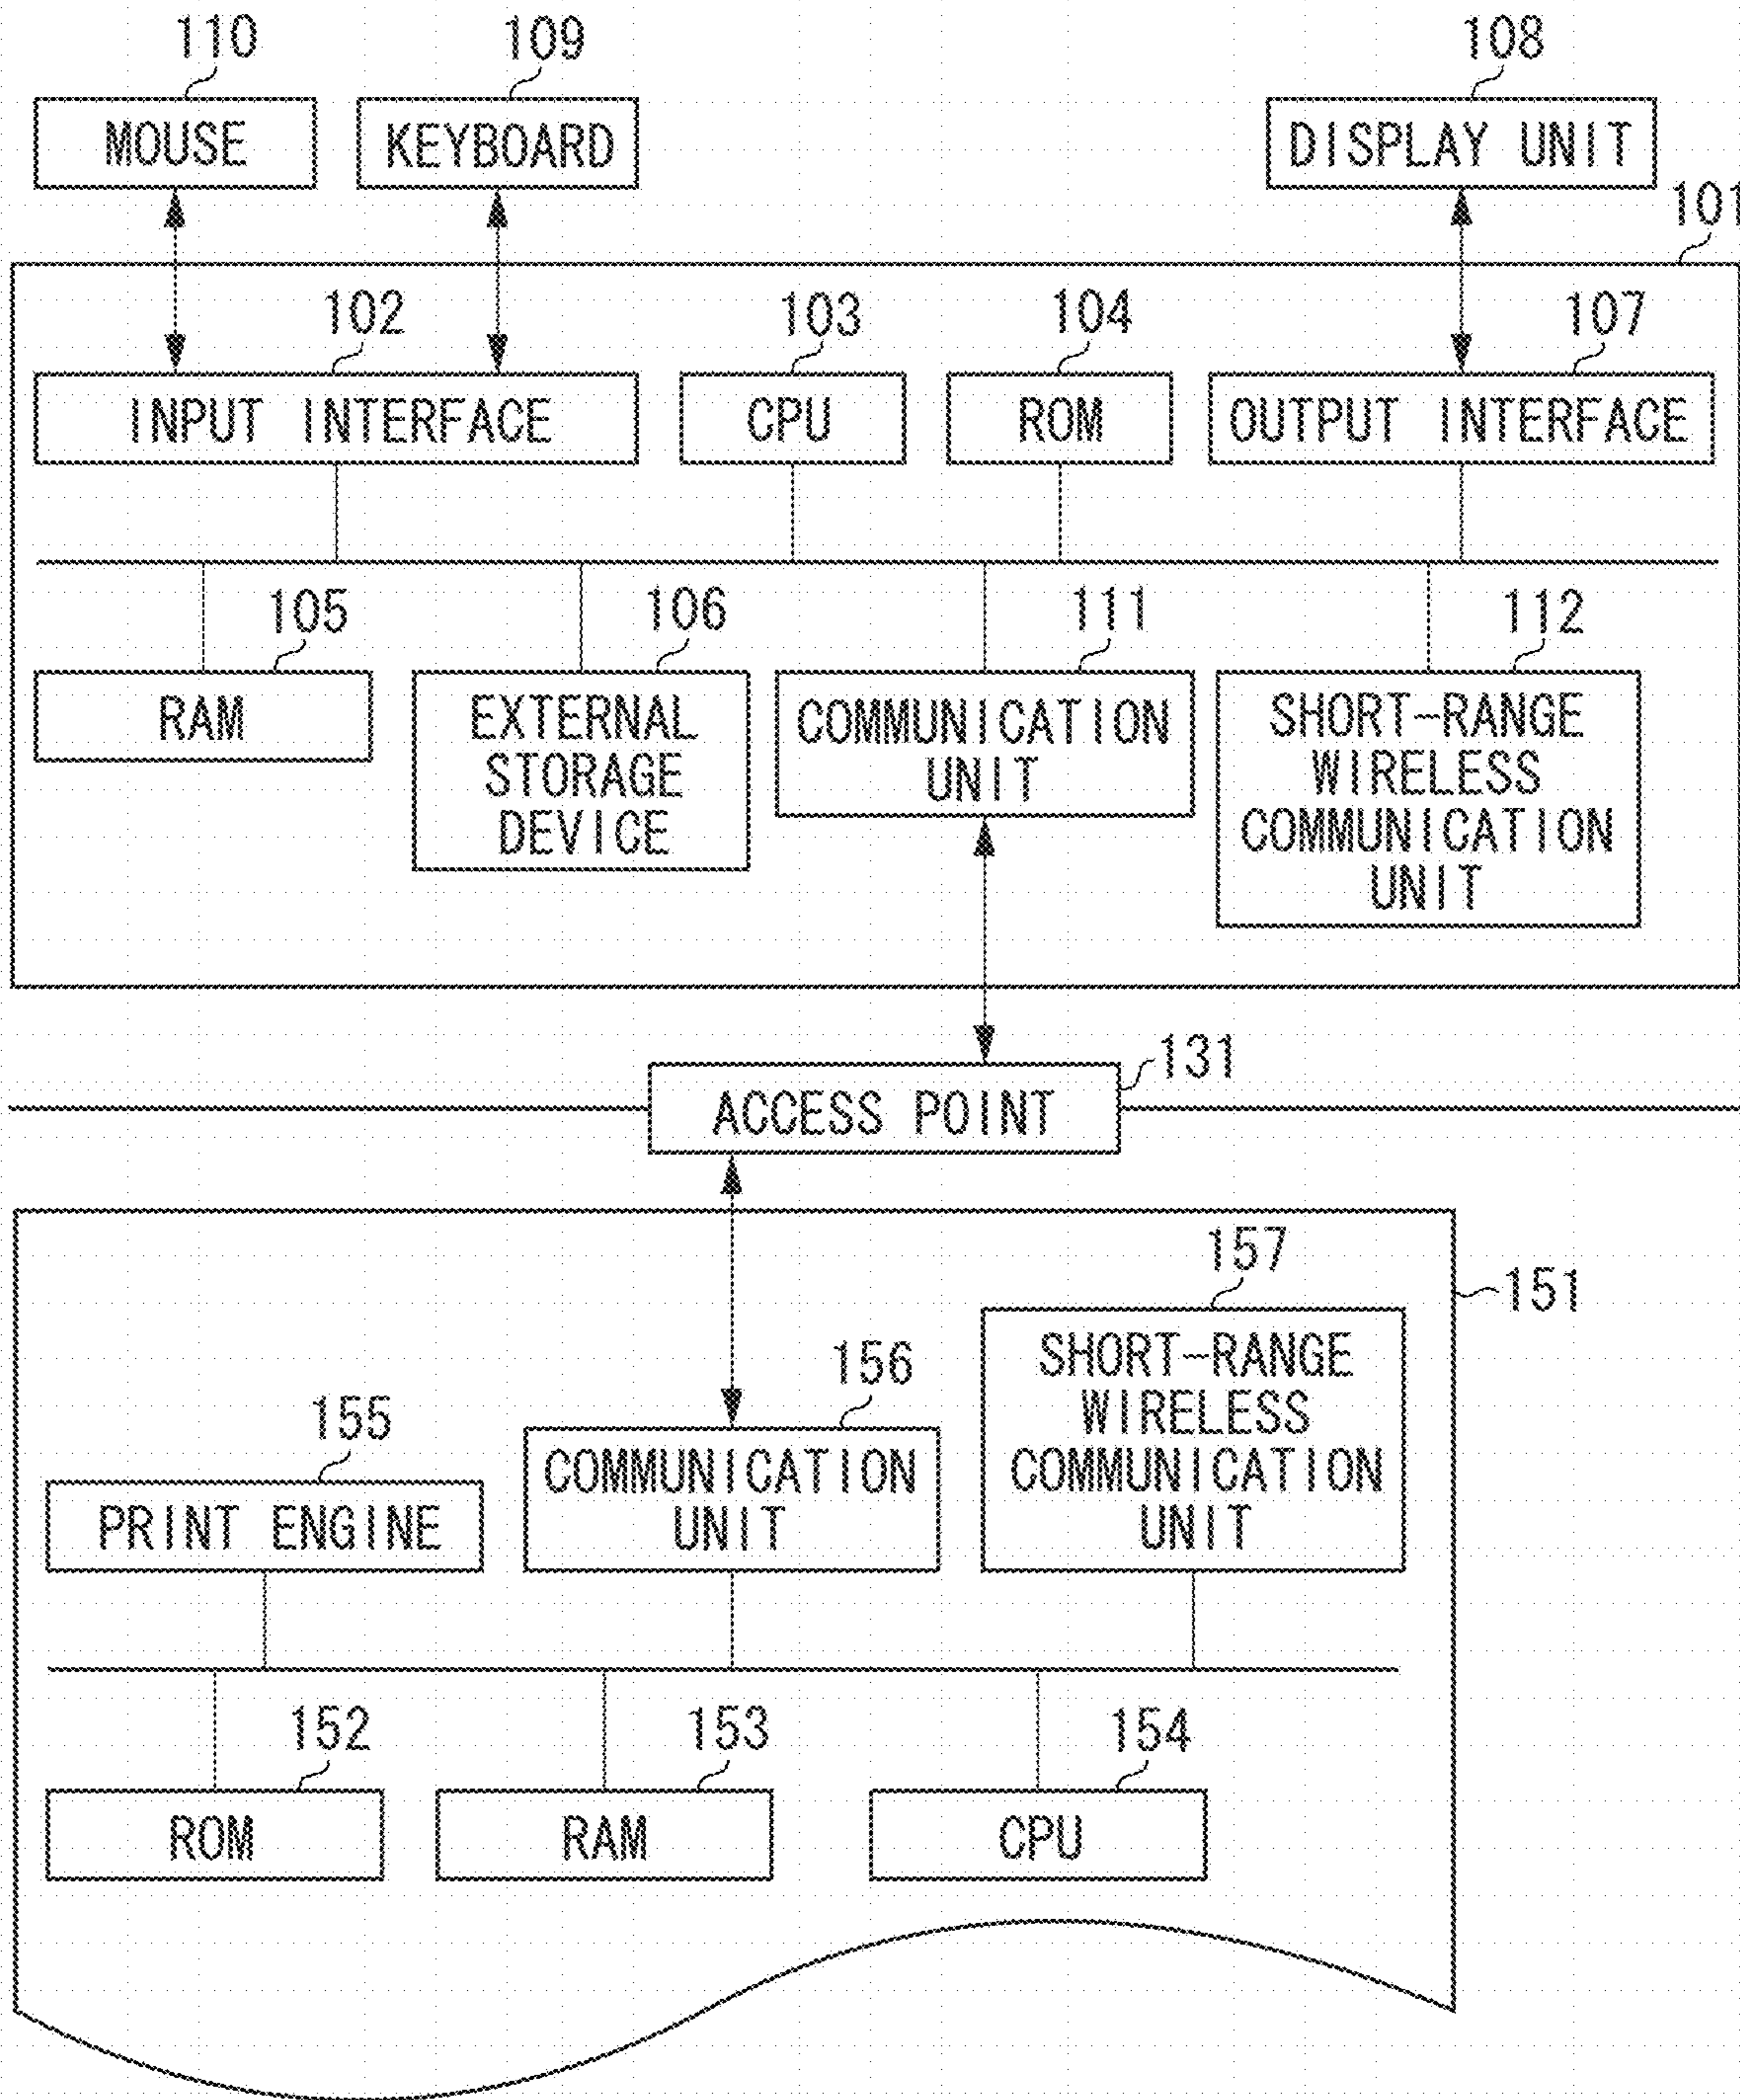 110
109
108
MOUSE
KEYBOARD
DISPLAY UNIT
101
102
103
104
107
INPUT INTERFACE
CPU
ROM
OUTPUT INTERFACE
105
106
111
112
RAM
EXTERNAL
STORAGE
DEVICE
COMMUNICATION
UNIT
SHORT-RANGE
WIRELESS
COMMUNICATION
UNIT
131
ACCESS POINT
157
151
SHORT-RANGE
WIRELESS
COMMUNICATION
UNIT
156
COMMUNICATION
UNIT
155
PRINT ENGINE
152
153
154
ROM
RAM
CPU